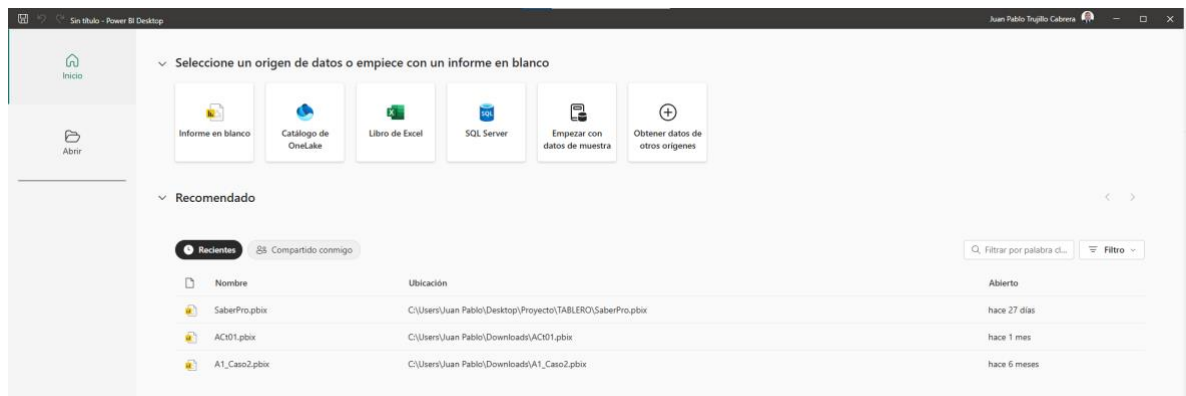 Sin título - Power BI Desktop
Juan Pablo Trujillo Cabrera
Inicio
Abrir
Seleccione un origen de datos o empiece con un informe en blanco
Informe en blanco
Catálogo de
OneLake
Libro de Excel
SQL
SQL Server
Empezar con
datos de muestra
Obtener datos de
otros orígenes
Recomendado
Recientes
Compartido conmigo
Filtrar por palabra cl...
Filtro
Nombre Ubicación Abierto
SaberPro.pbix C:\Users\Juan Pablo\Desktop\Proyecto\TABLERO\SaberPro.pbix hace 27 días
ACt01.pbix C:\Users\Juan Pablo\Downloads\ACt01.pbix hace 1 mes
A1_Caso2.pbix C:\Users\Juan Pablo\Downloads\A1_Caso2.pbix hace 6 meses